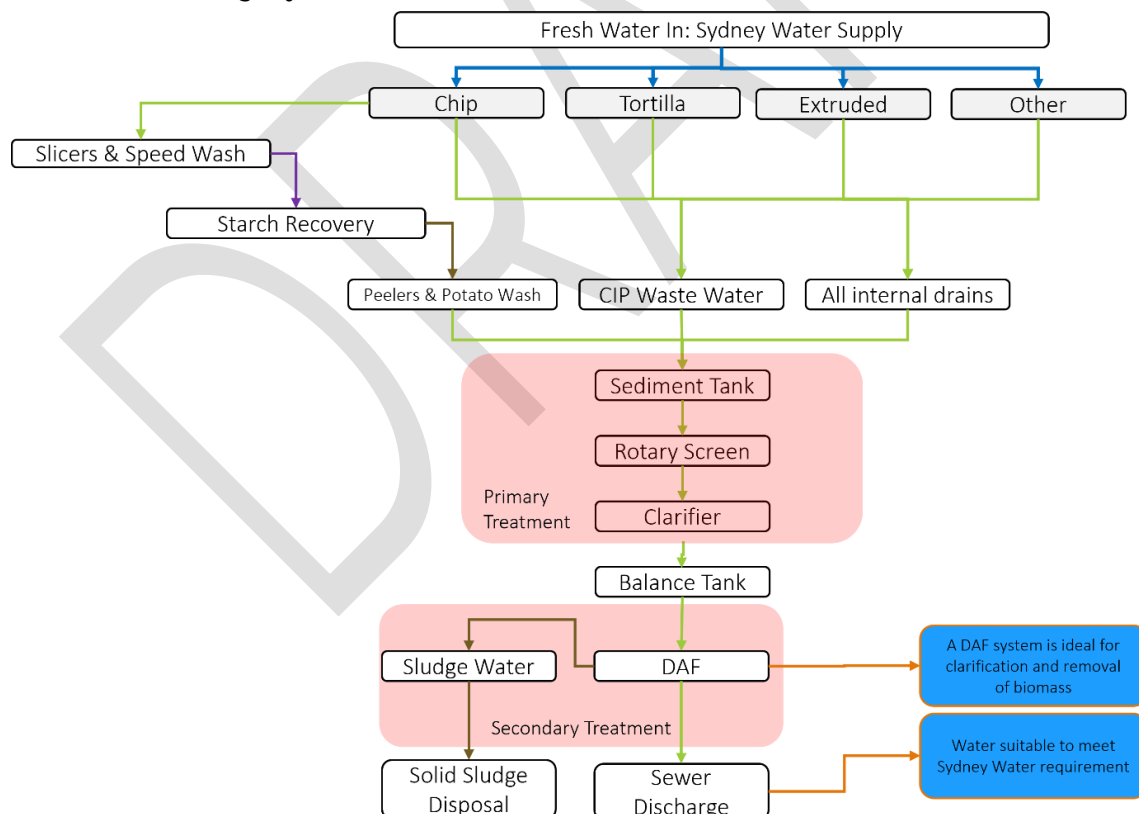 Fresh Water In: Sydney Water Supply
Chip
Tortilla
Extruded
Other
Slicers & Speed Wash
Starch Recovery
Peelers & Potato Wash
CIP Waste Water
All internal drains
Sediment Tank
Rotary Screen
Primary
Treatment
Clarifier
Balance Tank
Sludge Water
DAF
A DAF system is ideal for
clarification and removal
of biomass
Secondary Treatment
Water suitable to meet
Sydney Water requirement
Solid Sludge
Disposal
Sewer
Discharge
DRA